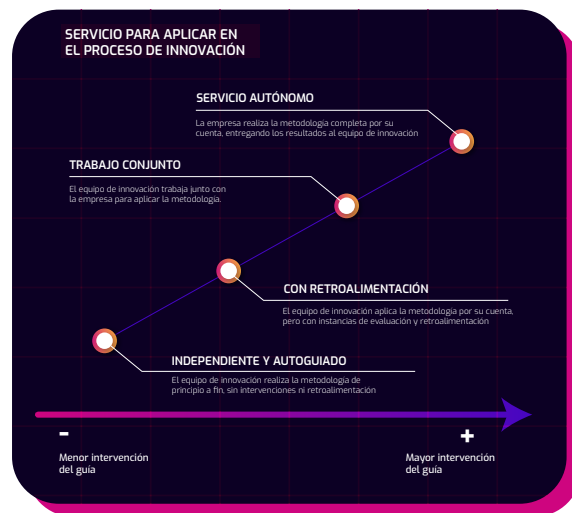 SERVICIO PARA APLICAR EN
EL PROCESO DE INNOVACIÓN
SERVICIO AUTÓNOMO
La empresa realiza la metodología completa por su
cuenta, entregando los resultados al equipo de innovación
TRABAJO CONJUNTO
El equipo de innovación trabaja junto con
la empresa para aplicar la metodología.
CON RETROALIMENTACIÓN
El equipo de innovación aplica la metodología por su cuenta,
pero con instancias de evaluación y retroalimentación
INDEPENDIENTE Y AUTOGUIADO
El equipo de innovación realiza la metodología de
principio a fin, sin intervenciones ni retroalimentación
-
Menor intervención
del guía
+
Mayor intervención
del guía